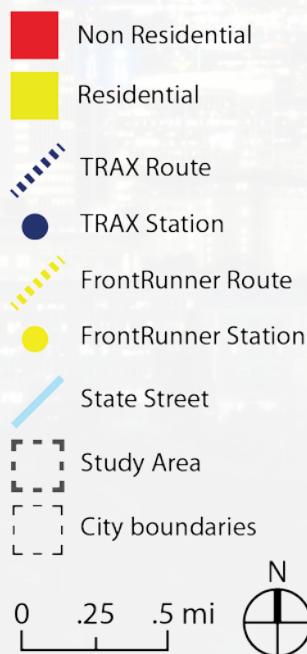 Non Residential
Residential
TRAX Route
TRAX Station
FrontRunner Route
FrontRunner Station
State Street
Study Area
City boundaries
N
0 .25 .5 mi